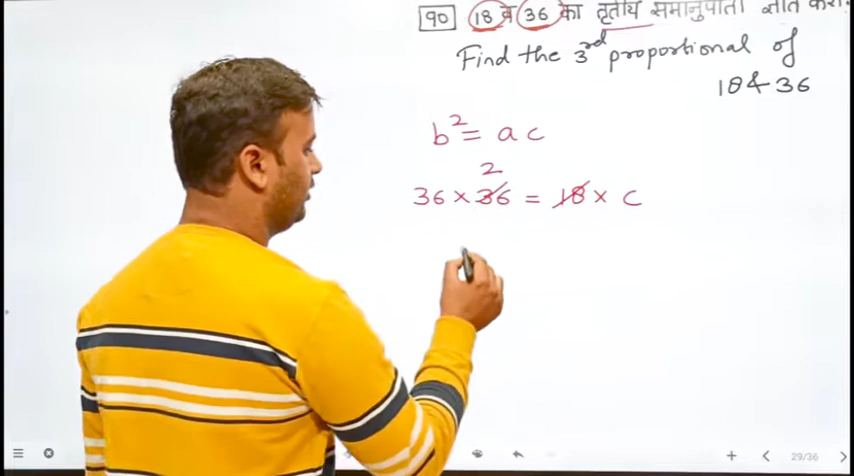 90 18 व 36 का तृतीय समानुपाती ज्ञात करो।
Find the 3rd proportional of
18 & 36
b² = ac
2
36 × 36 = 18 × c
29/36